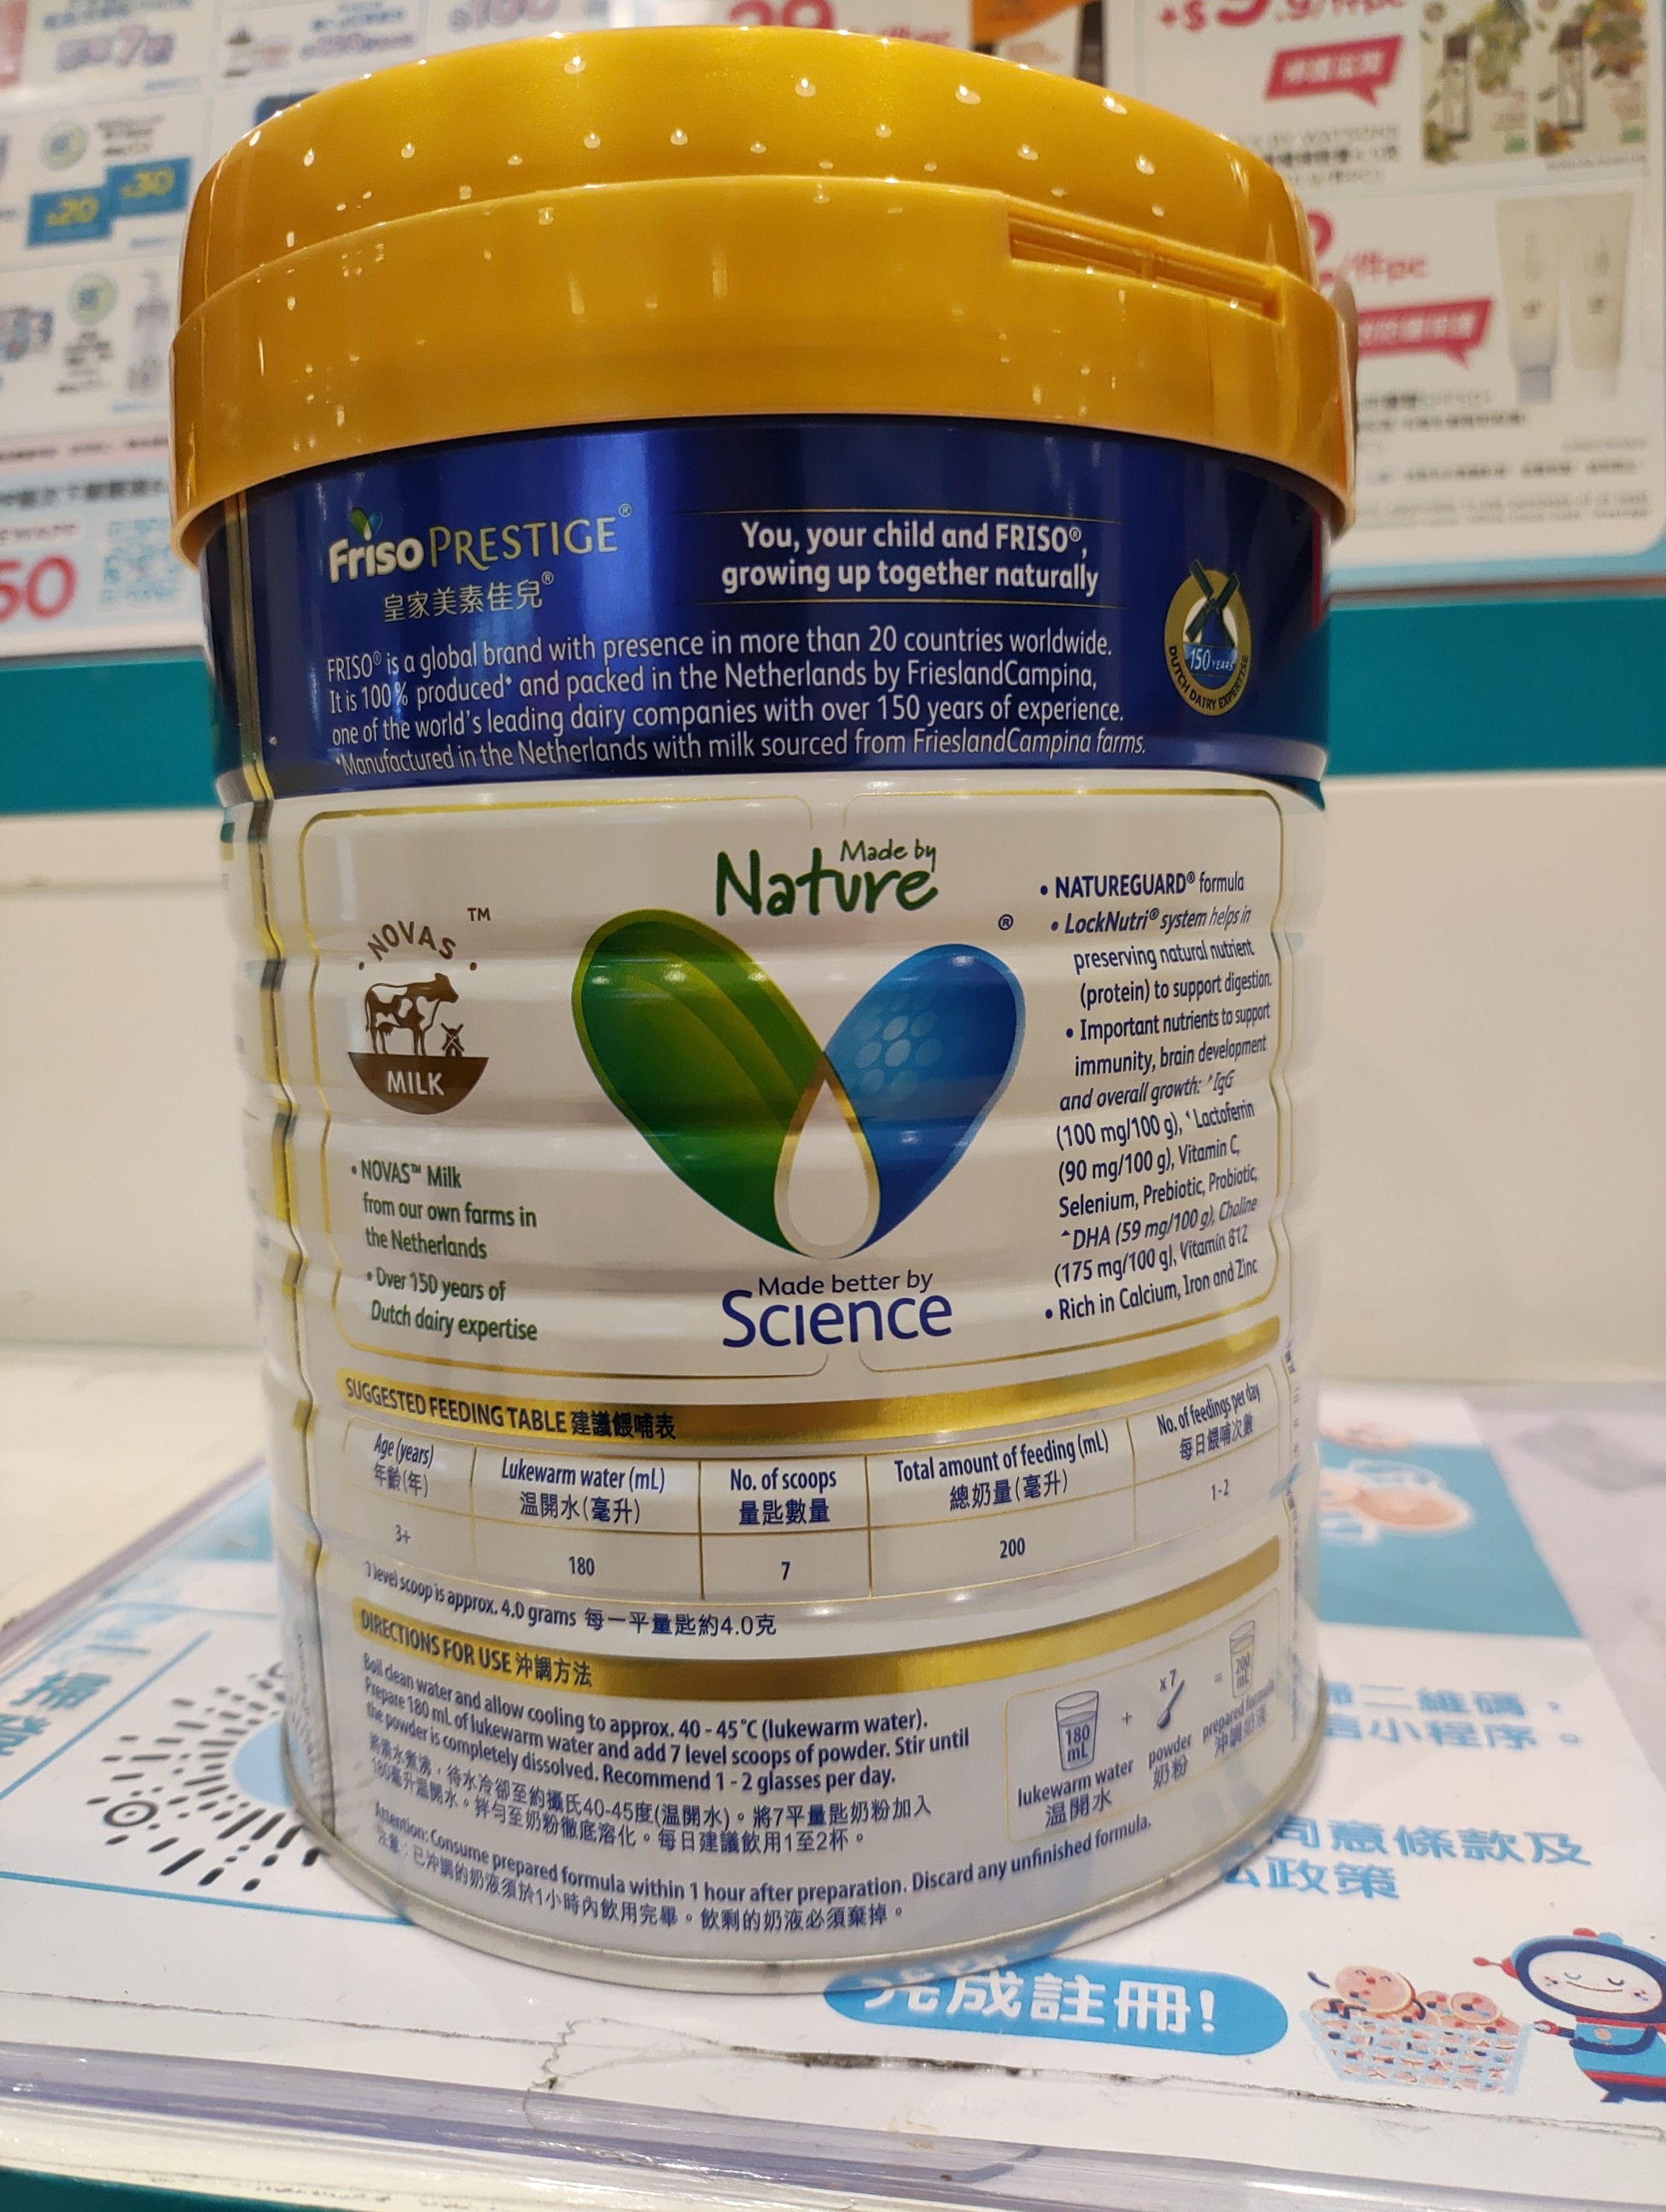 Friso PRESTIGE®
皇家美素佳兒®
You, your child and FRISO®,
growing up together naturally
150 YEARS
DUTCH DAIRY EXPERTISE
FRISO® is a global brand with presence in more than 20 countries worldwide.
It is 100% produced* and packed in the Netherlands by FrieslandCampina,
one of the world's leading dairy companies with over 150 years of experience.
*Manufactured in the Netherlands with milk sourced from FrieslandCampina farms.
Made by
Nature
®
NOVAS™
MILK
• NOVAS™ Milk
from our own farms in
the Netherlands
• Over 150 years of
Dutch dairy expertise
Made better by
Science
• NATUREGUARD® formula
• LockNutri® system helps in
preserving natural nutrient
(protein) to support digestion.
• Important nutrients to support
immunity, brain development
and overall growth: ^IgG
(100 mg/100 g), ^Lactoferrin
(90 mg/100 g), Vitamin C,
Selenium, Prebiotic, Probiotic,
^DHA (59 mg/100 g), Choline
(175 mg/100 g), Vitamin B12
• Rich in Calcium, Iron and Zinc
SUGGESTED FEEDING TABLE 建議餵哺表
Age (years) Lukewarm water (mL) No. of scoops Total amount of feeding (mL) No. of feedings per day
年齡(年) 温開水(毫升) 量匙數量 總奶量(毫升) 每日餵哺次數
3+ 180 7 200 1-2
1 level scoop is approx. 4.0 grams 每一平量匙約4.0克
DIRECTIONS FOR USE 沖調方法
Boil clean water and allow cooling to approx. 40 - 45˚C (lukewarm water).
Prepare 180 mL of lukewarm water and add 7 level scoops of powder. Stir until
the powder is completely dissolved. Recommend 1 - 2 glasses per day.
將清水煮沸，待水冷卻至約攝氏40-45度(温開水)。將7平量匙奶粉加入
180毫升温開水。拌勻至奶粉徹底溶化。每日建議飲用1至2杯。
180 mL + x7 = 200 mL
lukewarm water powder prepared formula
温開水 奶粉 沖調奶液
Attention: Consume prepared formula within 1 hour after preparation. Discard any unfinished formula.
注意：已沖調的奶液須於1小時內飲用完畢。飲剩的奶液必須棄掉。
二維碼，
小程序。
同意條款及
政策
完成註冊!